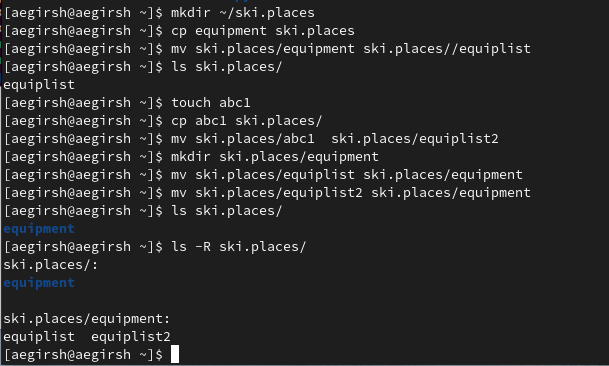 [aegirsh@aegirsh ~]$ mkdir ~/ski.places
[aegirsh@aegirsh ~]$ cp equipment ski.places
[aegirsh@aegirsh ~]$ mv ski.places/equipment ski.places//equiplist
[aegirsh@aegirsh ~]$ ls ski.places/
equiplist
[aegirsh@aegirsh ~]$ touch abc1
[aegirsh@aegirsh ~]$ cp abc1 ski.places/
[aegirsh@aegirsh ~]$ mv ski.places/abc1  ski.places/equiplist2
[aegirsh@aegirsh ~]$ mkdir ski.places/equipment
[aegirsh@aegirsh ~]$ mv ski.places/equiplist ski.places/equipment
[aegirsh@aegirsh ~]$ mv ski.places/equiplist2 ski.places/equipment
[aegirsh@aegirsh ~]$ ls ski.places/
equipment
[aegirsh@aegirsh ~]$ ls -R ski.places/
ski.places/:
equipment

ski.places/equipment:
equiplist  equiplist2
[aegirsh@aegirsh ~]$